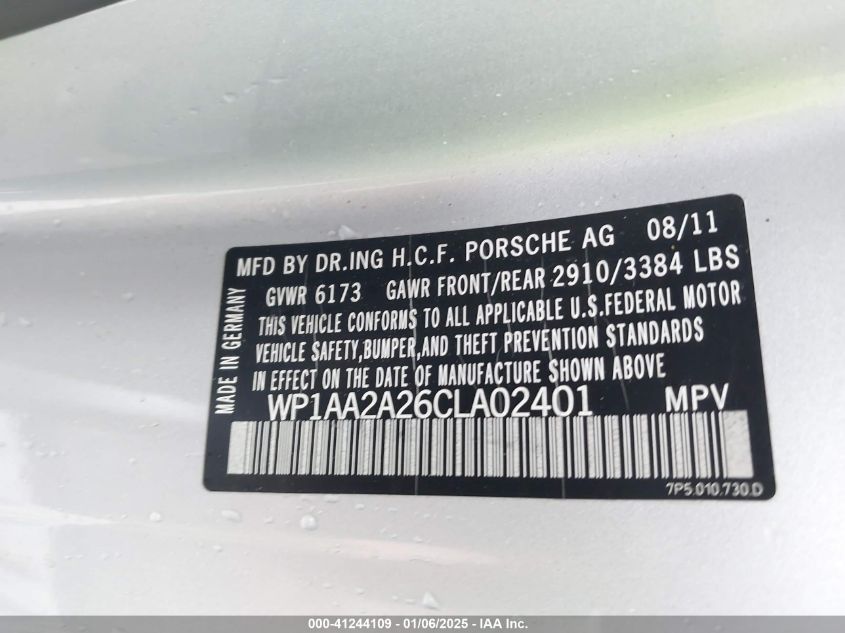 MFD BY DR.ING H.C.F. PORSCHE AG 08/11
GVWR 6173 GAWR FRONT/REAR 2910/3384 LBS
THIS VEHICLE CONFORMS TO ALL APPLICABLE U.S.FEDERAL MOTOR
VEHICLE SAFETY,BUMPER,AND THEFT PREVENTION STANDARDS
IN EFFECT ON THE DATE OF MANUFACTURE SHOWN ABOVE
MADE IN GERMANY
WP1AA2A26CLA02401 MPV
7P5.010.730.D
000-41244109 — 01/06/2025 — IAA Inc.